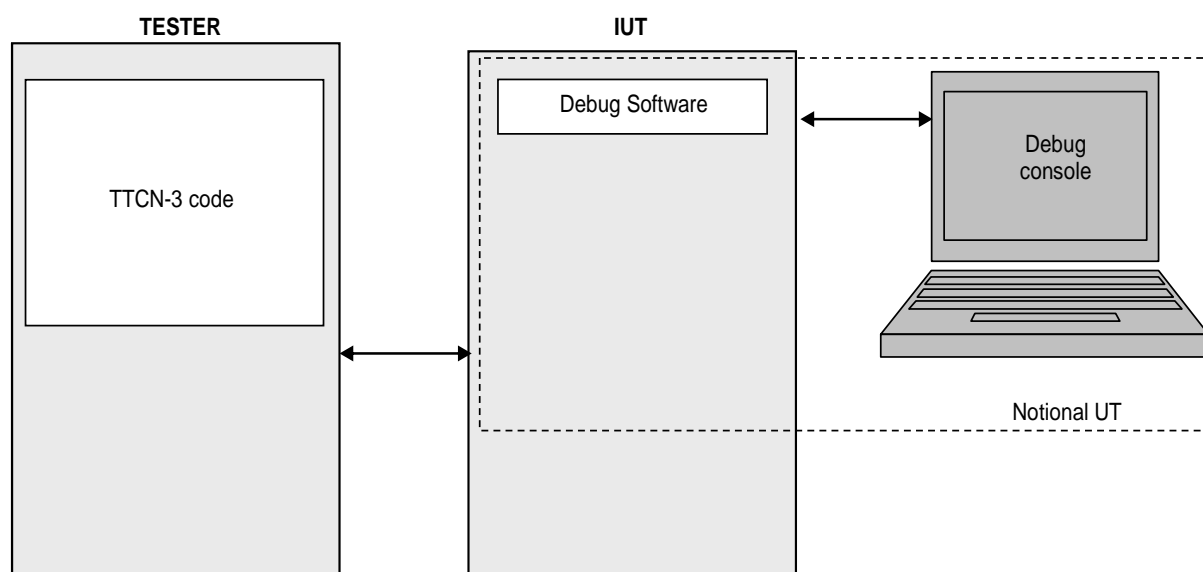 TESTER
IUT
Debug Software
Debug
console
TTCN-3 code
Notional UT